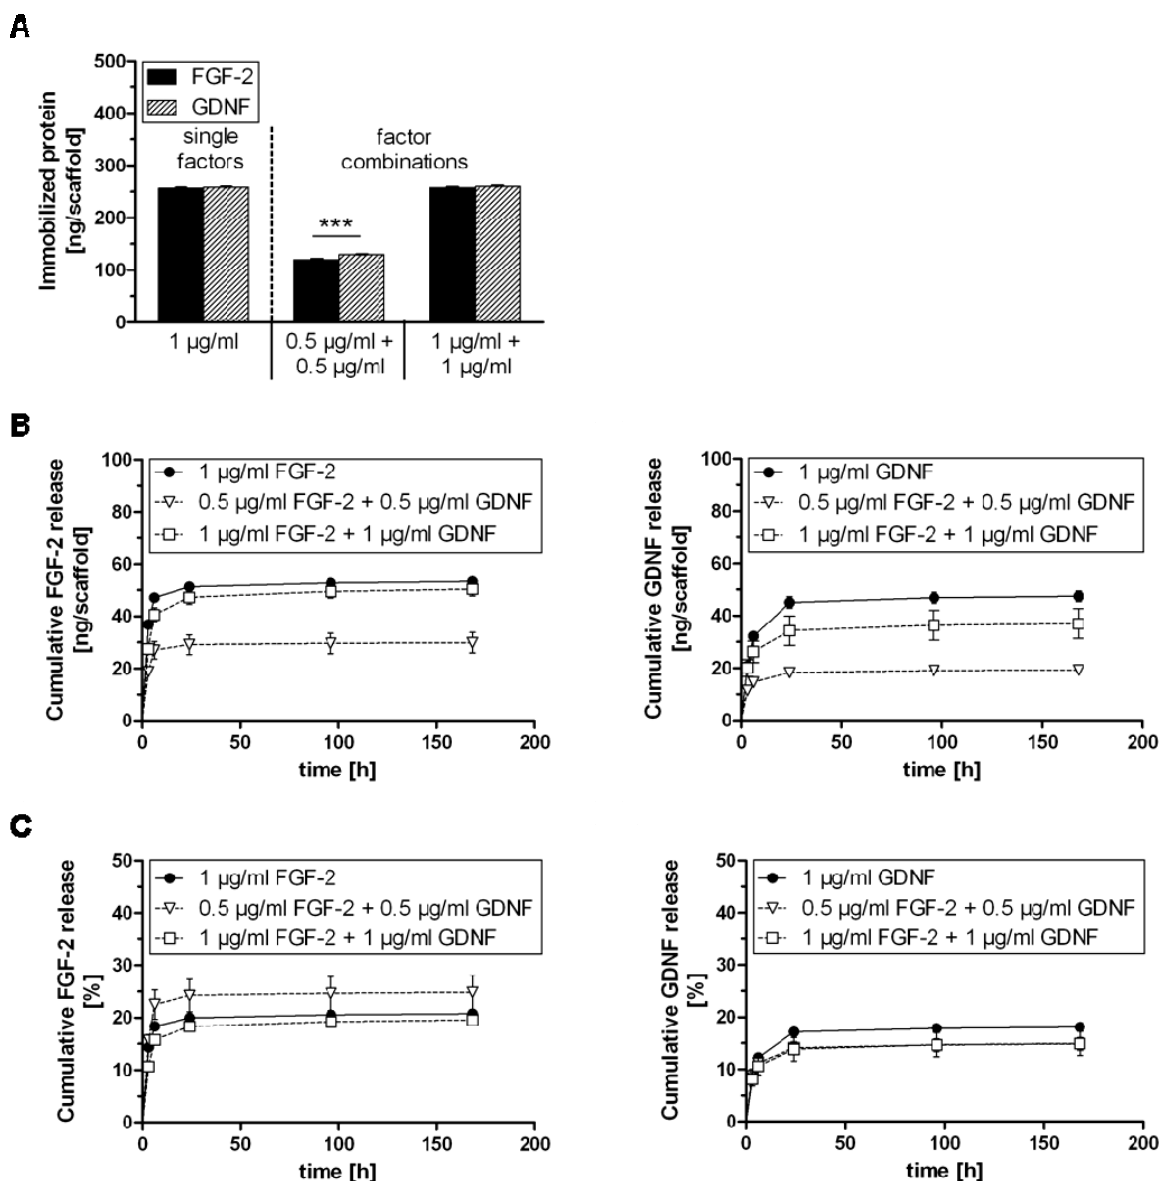 A
500
400
300
200
100
0
Immobilized protein
[ng/scaffold]
FGF-2
GDNF
single
factors
factor
combinations
***
1 µg/ml
0.5 µg/ml +
0.5 µg/ml
1 µg/ml +
1 µg/ml
B
Cumulative FGF-2 release
[ng/scaffold]
100
80
60
40
20
0
1 µg/ml FGF-2
0.5 µg/ml FGF-2 + 0.5 µg/ml GDNF
1 µg/ml FGF-2 + 1 µg/ml GDNF
0 50 100 150 200
time [h]
Cumulative GDNF release
[ng/scaffold]
100
80
60
40
20
0
1 µg/ml GDNF
0.5 µg/ml FGF-2 + 0.5 µg/ml GDNF
1 µg/ml FGF-2 + 1 µg/ml GDNF
0 50 100 150 200
time [h]
C
Cumulative FGF-2 release
[%]
50
40
30
20
10
0
1 µg/ml FGF-2
0.5 µg/ml FGF-2 + 0.5 µg/ml GDNF
1 µg/ml FGF-2 + 1 µg/ml GDNF
0 50 100 150 200
time [h]
Cumulative GDNF release
[%]
50
40
30
20
10
0
1 µg/ml GDNF
0.5 µg/ml FGF-2 + 0.5 µg/ml GDNF
1 µg/ml FGF-2 + 1 µg/ml GDNF
0 50 100 150 200
time [h]